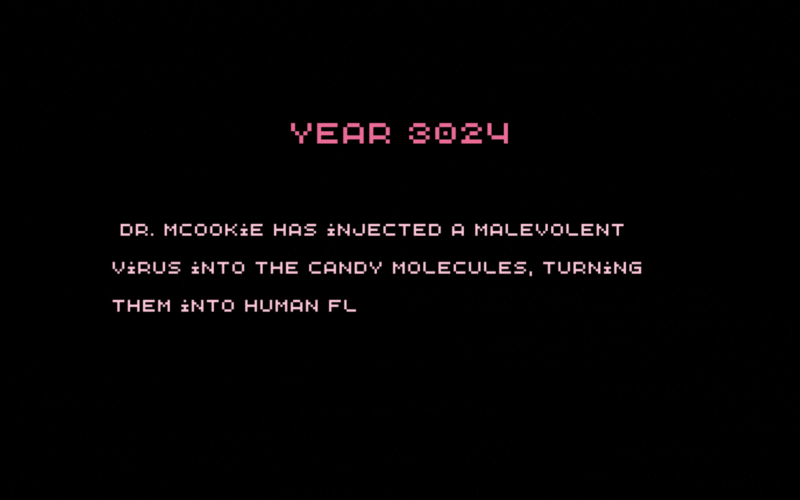 YEAR 3024
DR. MCOOKiE HAS iNJECTED A MALEVOLENT
ViRUS iNTO THE CANDY MOLECULES, TURNiNG
THEM iNTO HUMAN FL